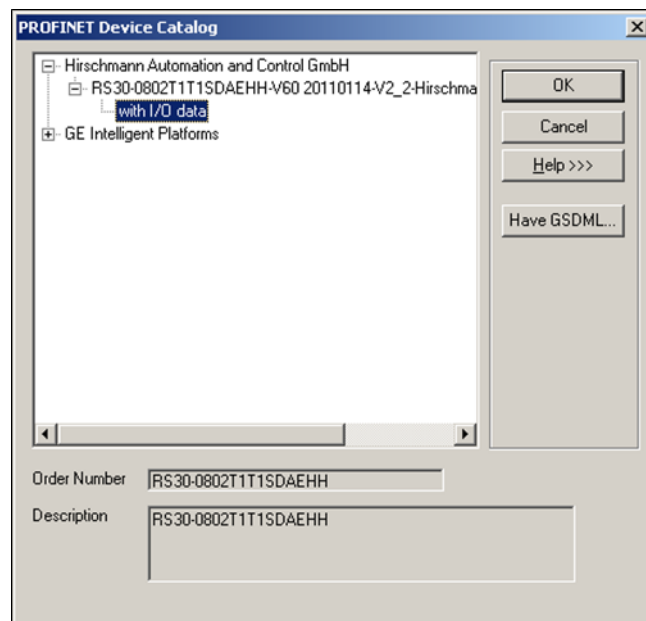 PROFINET Device Catalog
Hirschmann Automation and Control GmbH
RS30-0802T1T1SDAEHH-V60 20110114-V2_2-Hirschma
with I/O data
GE Intelligent Platforms
OK
Cancel
Help >>>
Have GSDML...
Order Number RS30-0802T1T1SDAEHH
Description RS30-0802T1T1SDAEHH